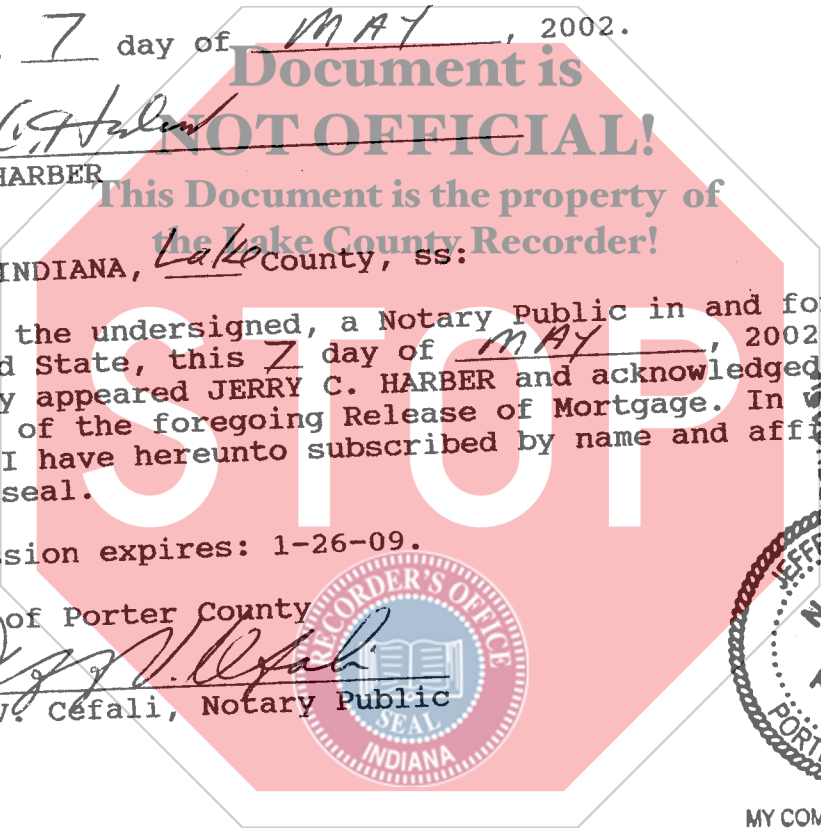 7 day of MAY, 2002.
Document is
NOT OFFICIAL!
HARBER
This Document is the property of
the Lake County Recorder!
INDIANA, Lake County, ss:
the undersigned, a Notary Public in and for
State, this 7 day of MAY, 2002
appeared JERRY C. HARBER and acknowledged
of the foregoing Release of Mortgage. In
I have hereunto subscribed by name and
seal.
STOP
expires: 1-26-09.
of Porter County
V. Cefali, Notary Public
RECORDER'S OFFICE
SEAL
INDIANA
MY